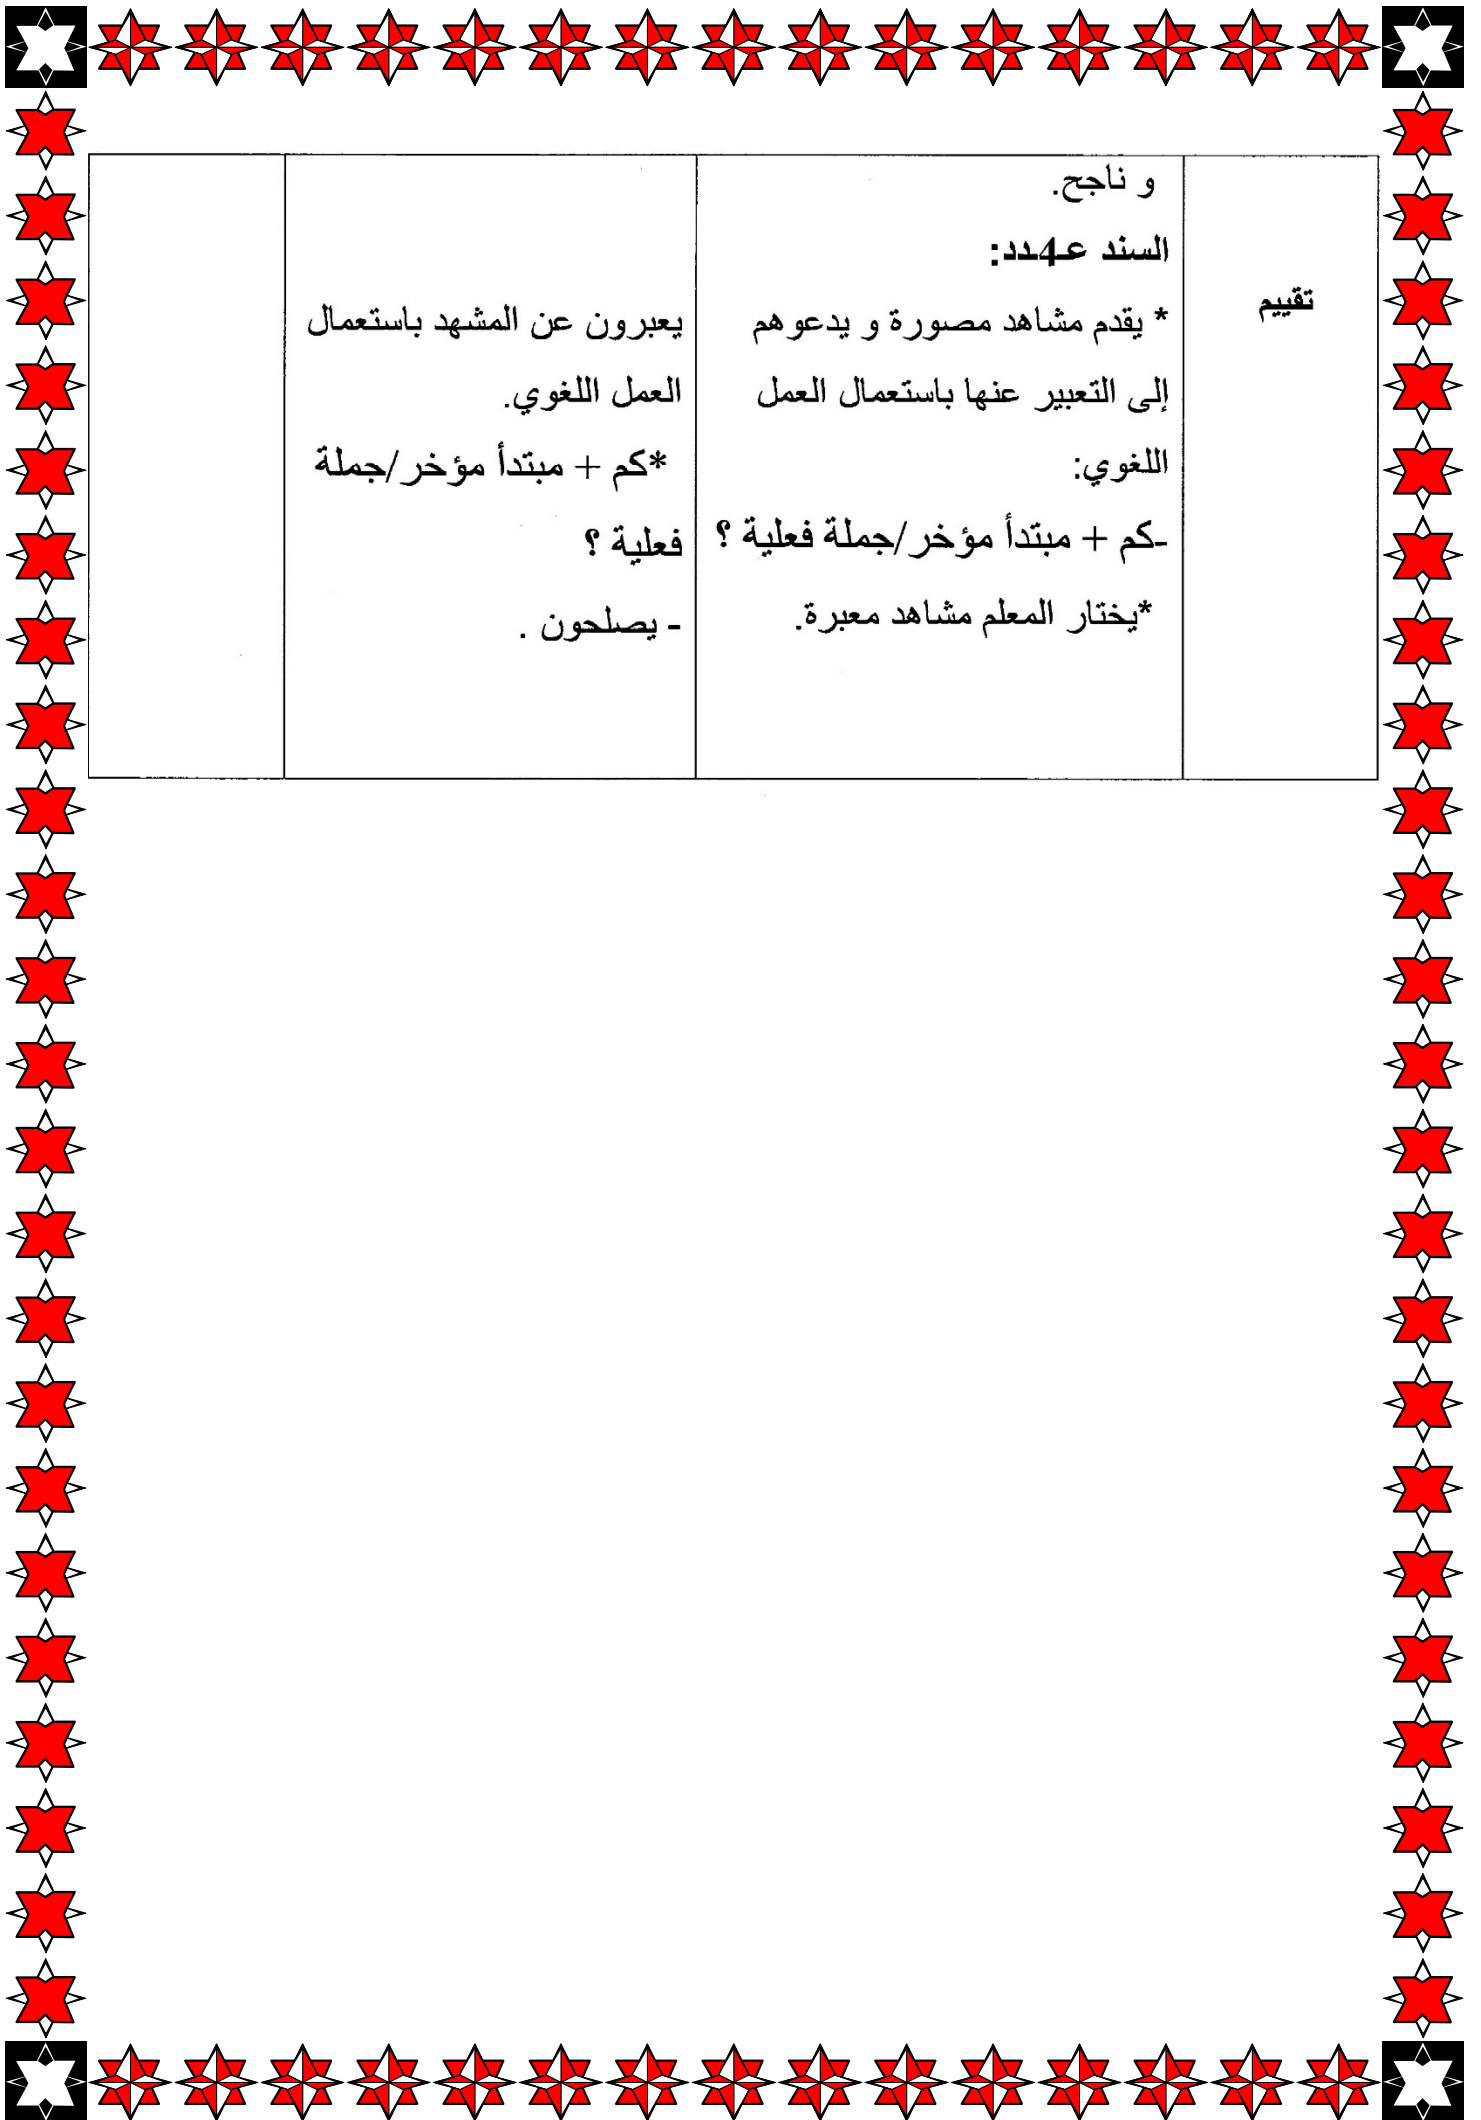 تقييم
و ناجح.
السند عـ4ـدد:
* يقدم مشاهد مصورة و يدعوهم
إلى التعبير عنها باستعمال العمل
اللغوي:
-كم + مبتدأ مؤخر/جملة فعلية ؟
*يختار المعلم مشاهد معبرة.
يعبرون عن المشهد باستعمال
العمل اللغوي.
*كم + مبتدأ مؤخر/جملة
فعلية ؟
- يصلحون .